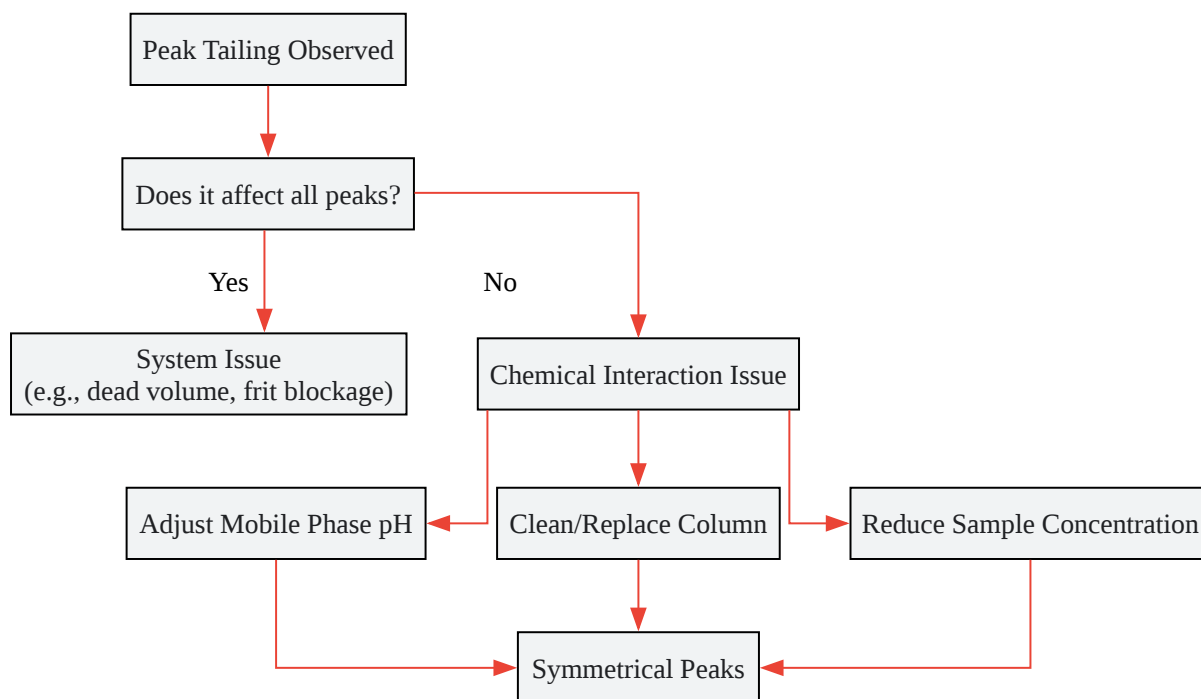 Peak Tailing Observed
Does it affect all peaks?
Yes
No
System Issue
(e.g., dead volume, frit blockage)
Chemical Interaction Issue
Adjust Mobile Phase pH
Clean/Replace Column
Reduce Sample Concentration
Symmetrical Peaks